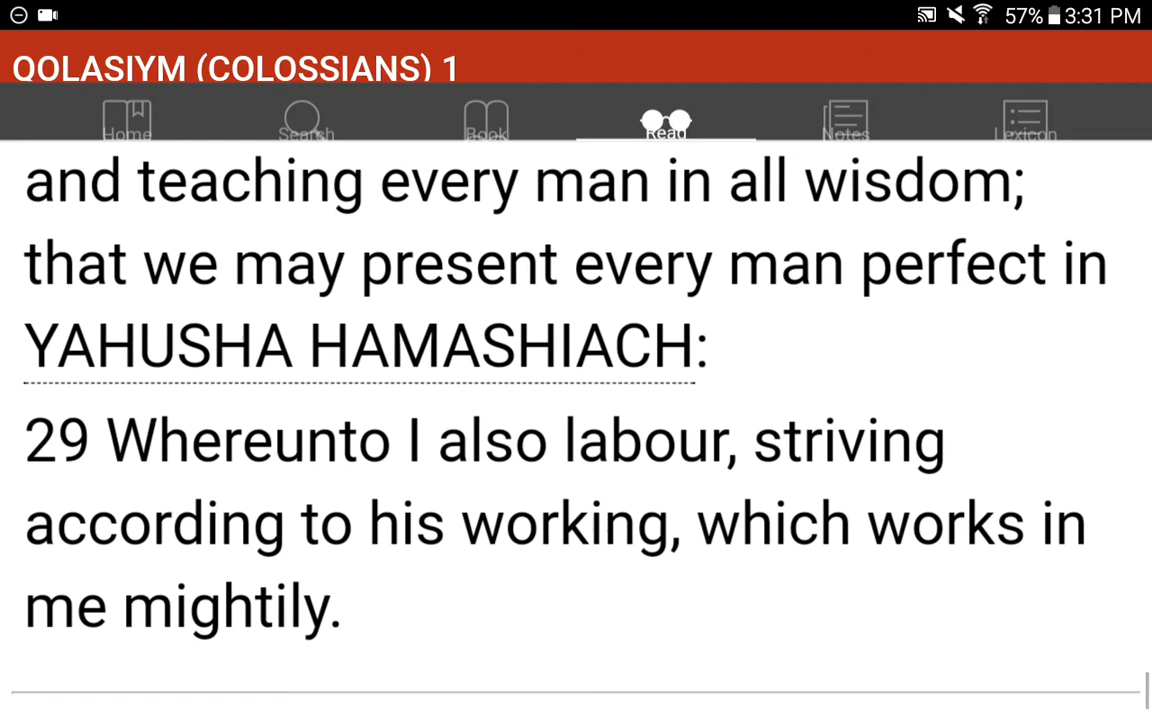 57% 3:31 PM
QOLASIYM (COLOSSIANS) 1
Home Search Book Read Notes Lexicon
and teaching every man in all wisdom;
that we may present every man perfect in
YAHUSHA HAMASHIACH:
29 Whereunto I also labour, striving
according to his working, which works in
me mightily.